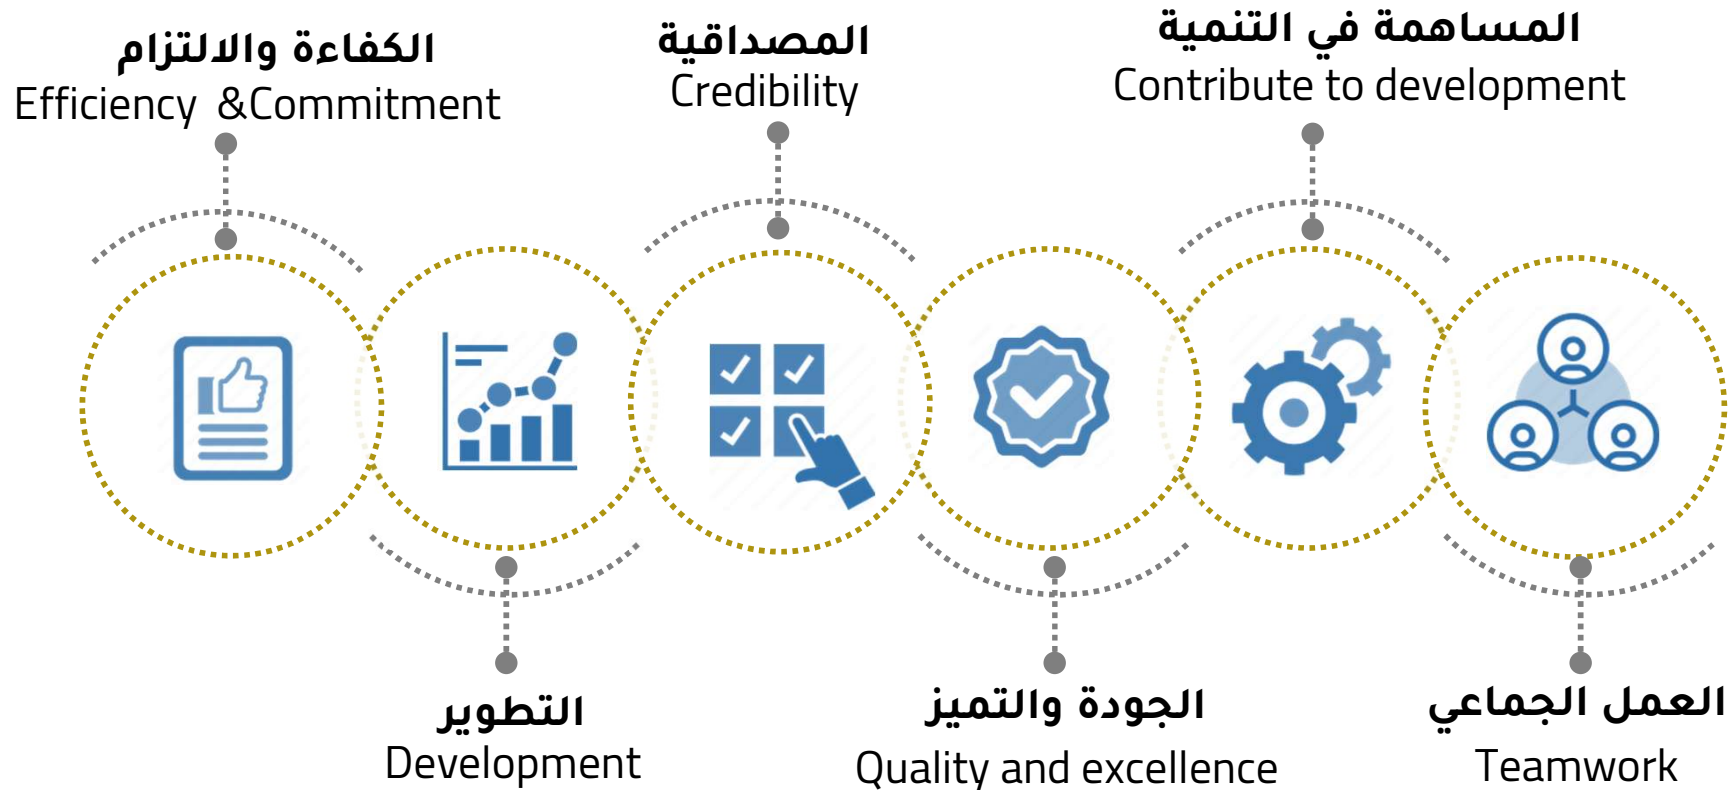 الكفاءة والالتزام
Efficiency &Commitment
المصداقية
Credibility
المساهمة في التنمية
Contribute to development
التطوير
Development
الجودة والتميز
Quality and excellence
العمل الجماعي
Teamwork